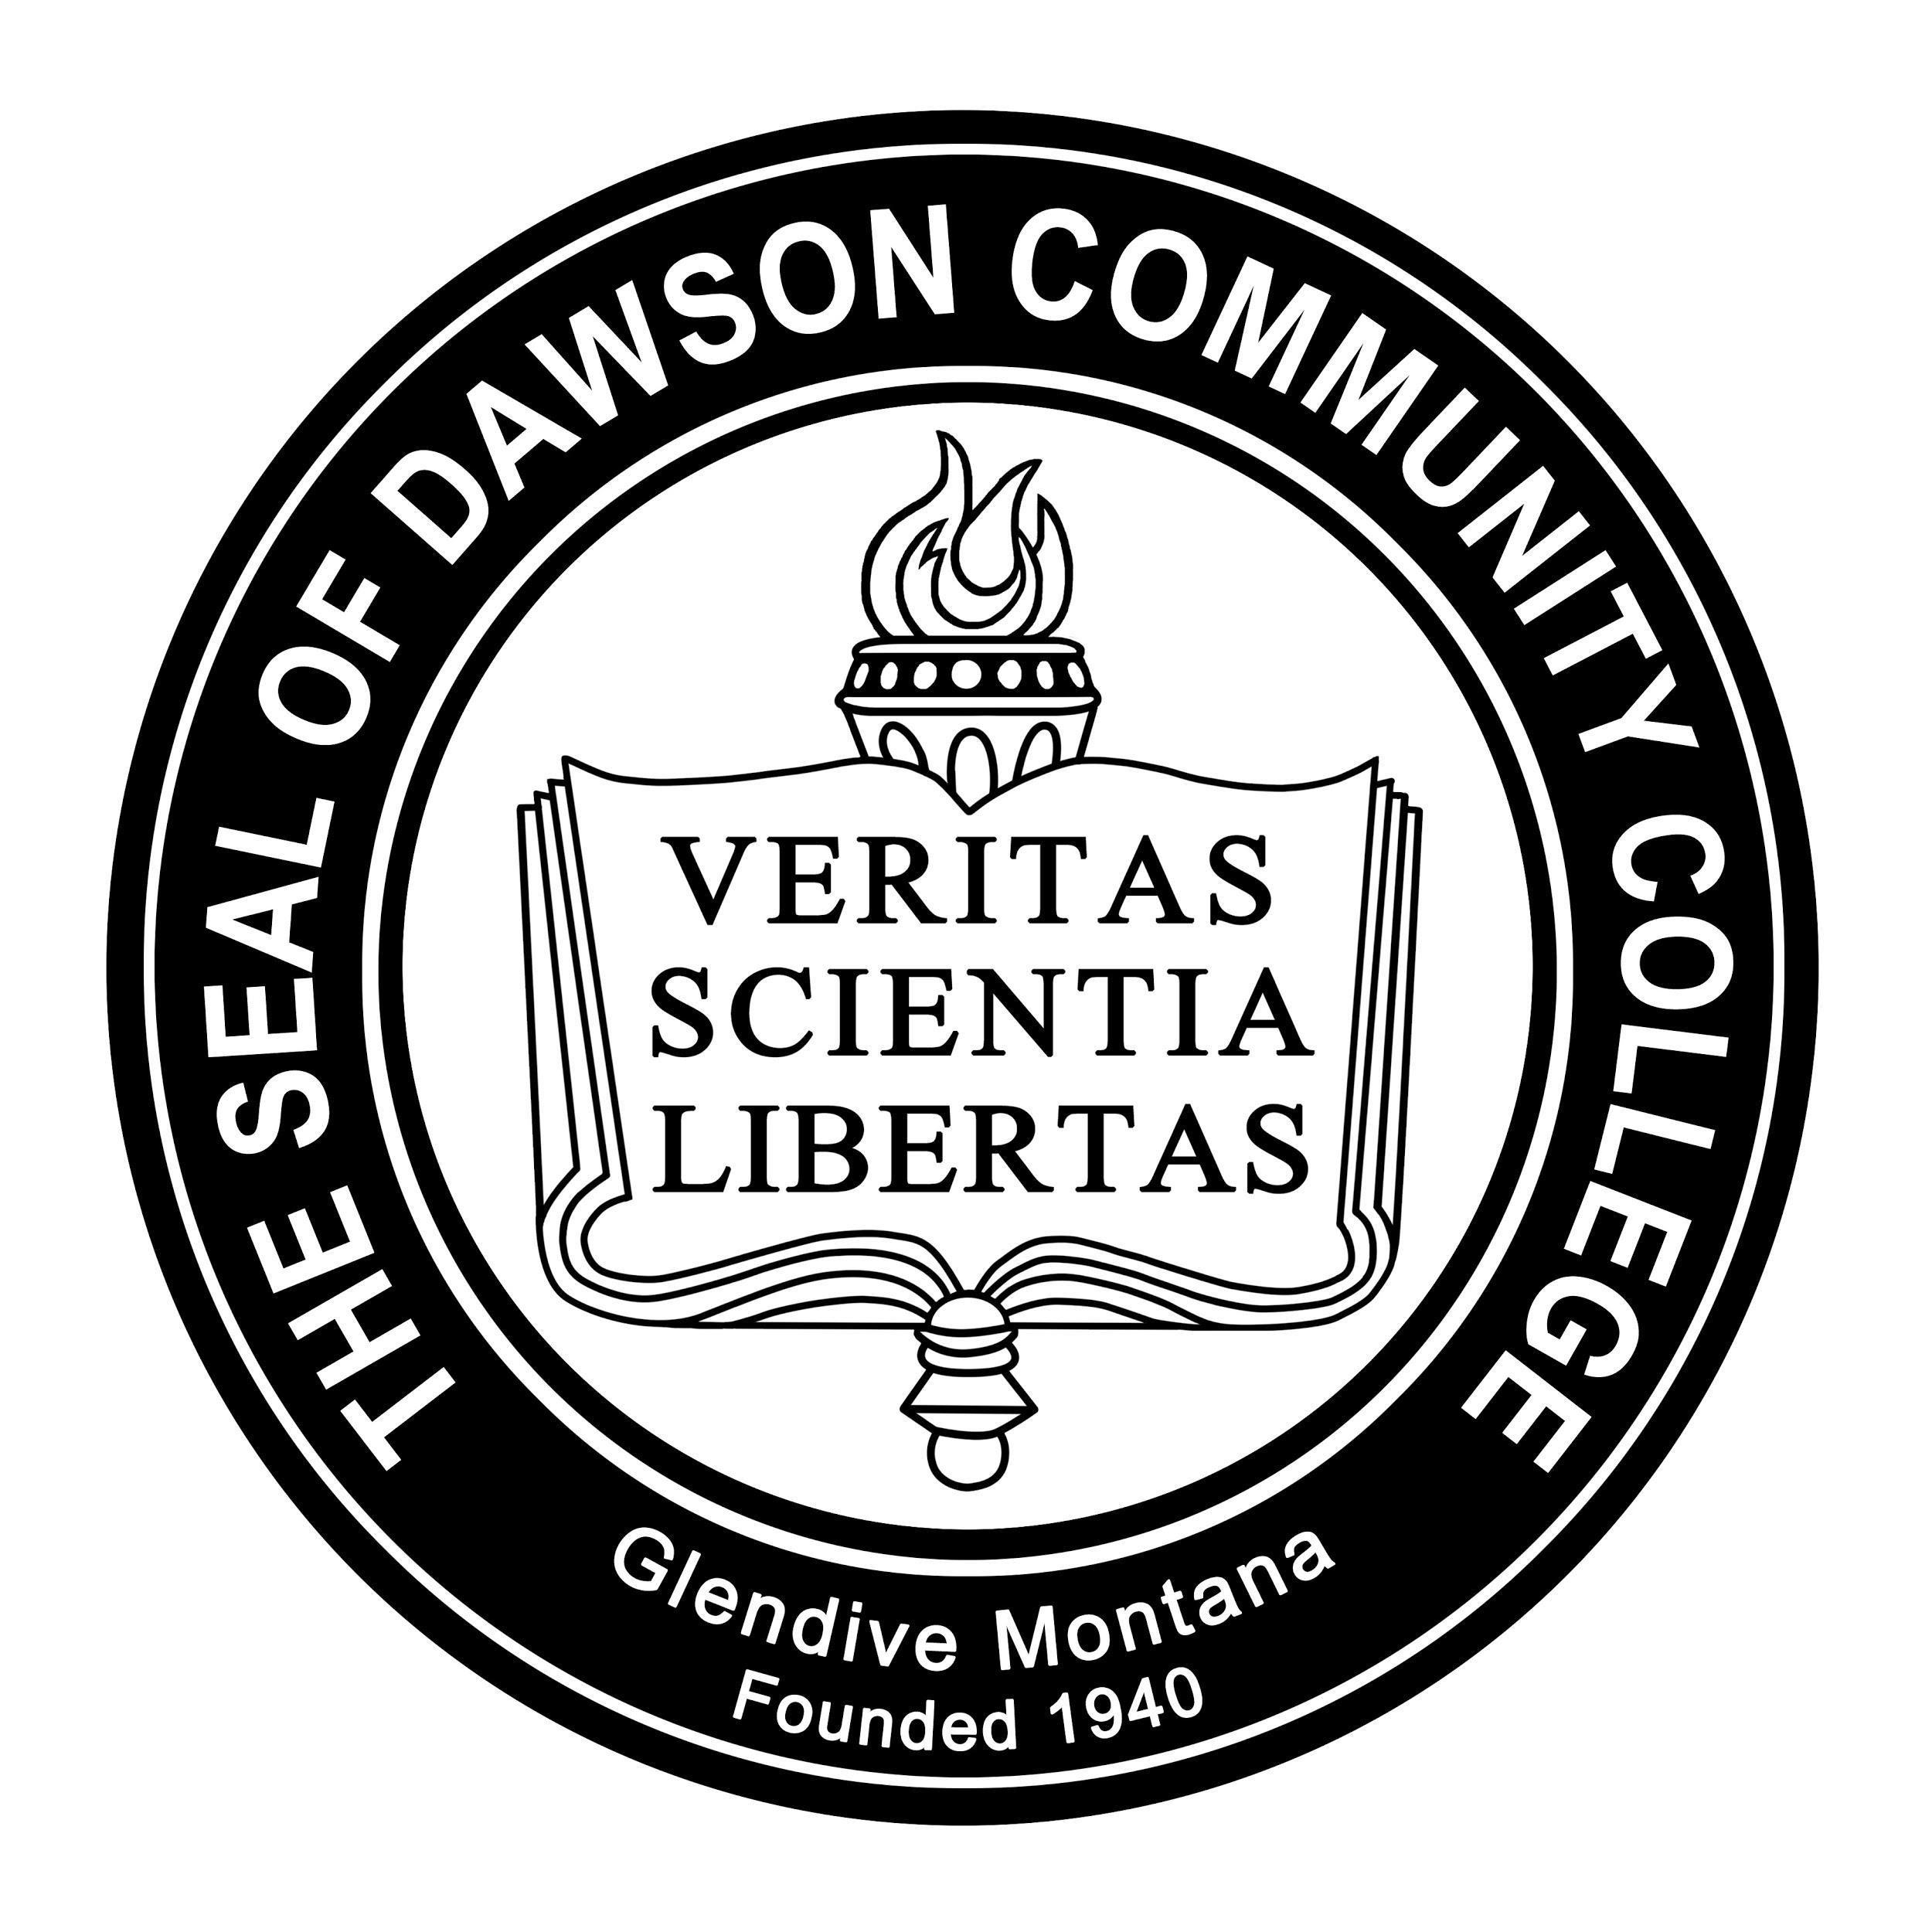 THE SEAL OF DAWSON COMMUNITY COLLEGE
VERITAS
SCIENTIA
LIBERTAS
Glendive Montana
Founded 1940